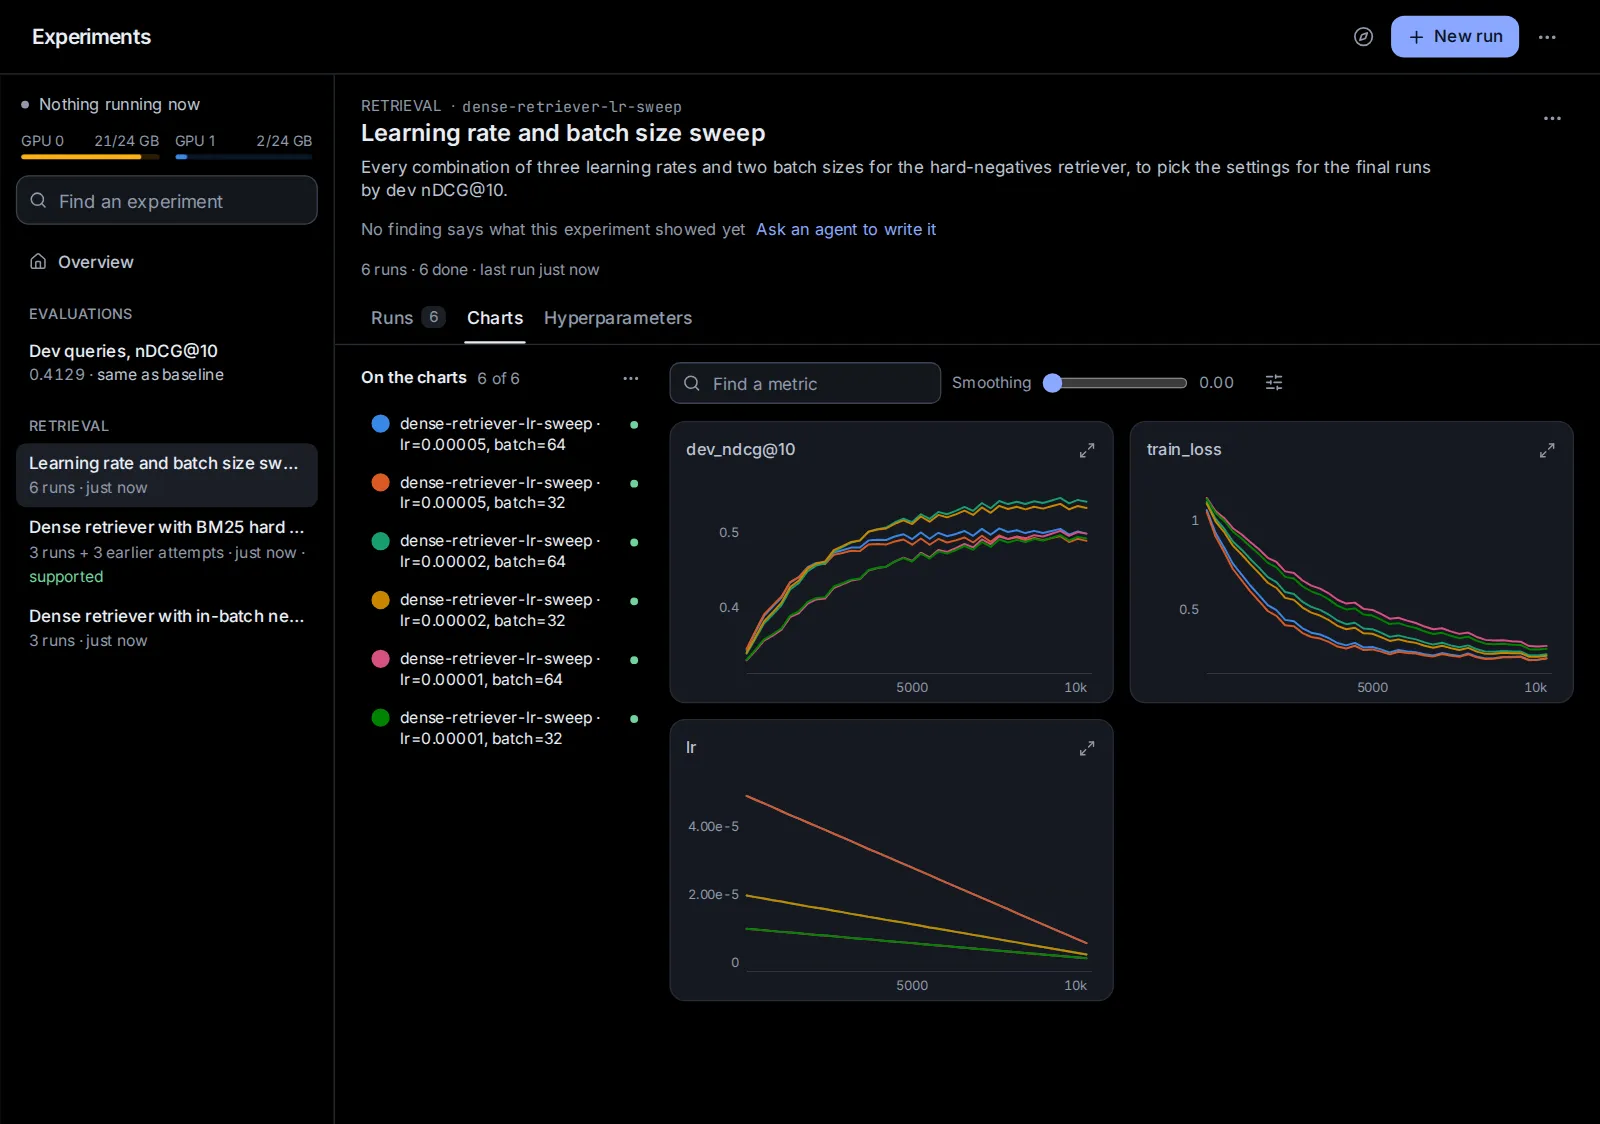 Experiments
New run
Nothing running now
GPU 0 21/24 GB GPU 1 2/24 GB
Find an experiment
Overview
EVALUATIONS
Dev queries, nDCG@10
0.4129 · same as baseline
RETRIEVAL
Learning rate and batch size sw...
6 runs · just now
Dense retriever with BM25 hard ...
3 runs + 3 earlier attempts · just now ·
supported
Dense retriever with in-batch ne...
3 runs · just now
RETRIEVAL · dense-retriever-lr-sweep
Learning rate and batch size sweep
Every combination of three learning rates and two batch sizes for the hard-negatives retriever, to pick the settings for the final runs
by dev nDCG@10.
No finding says what this experiment showed yet Ask an agent to write it
6 runs · 6 done · last run just now
Runs 6 Charts Hyperparameters
On the charts 6 of 6
dense-retriever-lr-sweep ·
lr=0.00005, batch=64
dense-retriever-lr-sweep ·
lr=0.00005, batch=32
dense-retriever-lr-sweep ·
lr=0.00002, batch=64
dense-retriever-lr-sweep ·
lr=0.00002, batch=32
dense-retriever-lr-sweep ·
lr=0.00001, batch=64
dense-retriever-lr-sweep ·
lr=0.00001, batch=32
Find a metric
Smoothing 0.00
dev_ndcg@10
0.5
0.4
5000 10k
train_loss
1
0.5
5000 10k
lr
4.00e-5
2.00e-5
0
5000 10k